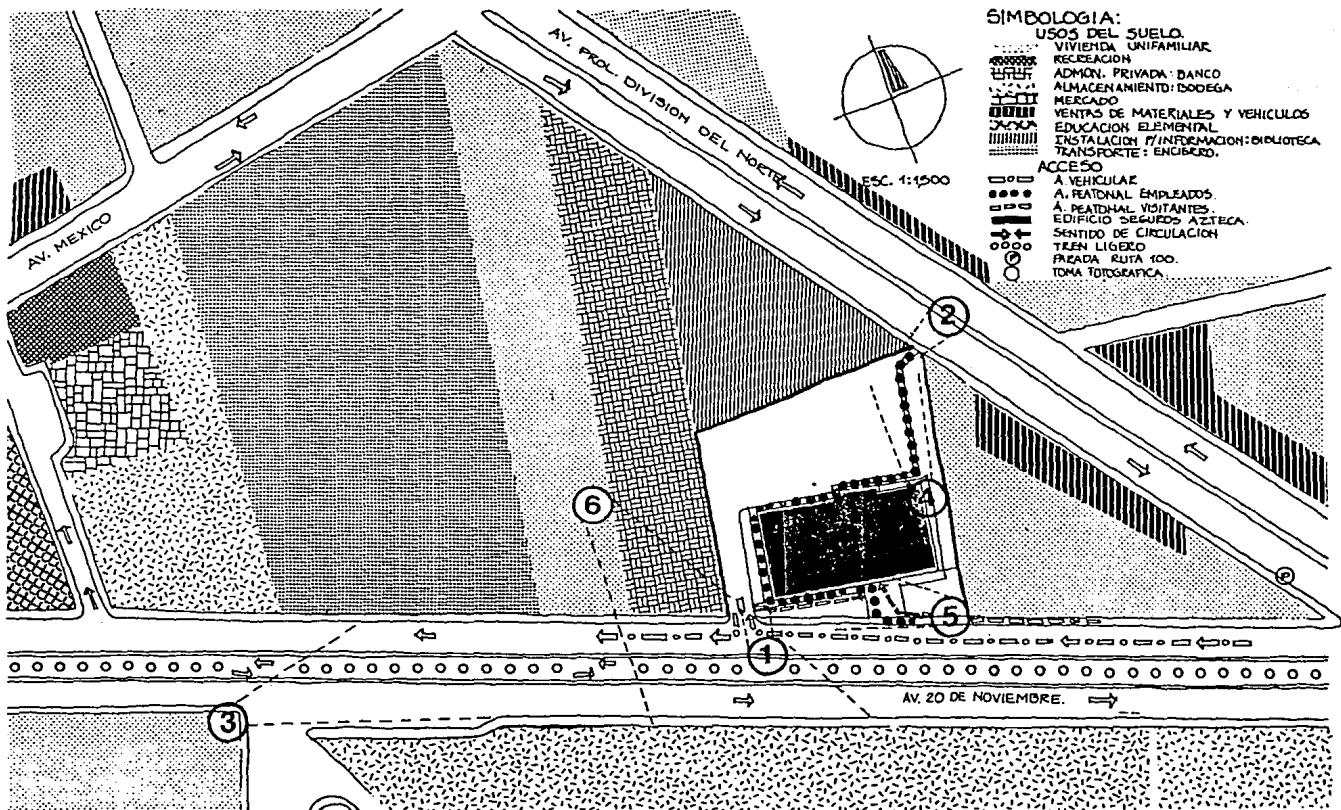 SIMBOLOGIA:
USOS DEL SUELO.
VIVIENDA UNIFAMILIAR
RECREACION
ADMON. PRIVADA: BANCO
ALMACENAMIENTO: BODEGA
MERCADO
VENTAS DE MATERIALES Y VEHICULOS
EDUCACION ELEMENTAL
INSTALACION P/INFORMACION: BIBLIOTECA
TRANSPORTE: ENCIERRO.
ACCESO
A. VEHICULAR
A. PEATONAL EMPLEADOS.
A. PEATONAL VISITANTES.
EDIFICIO SEGUROS AZTECA.
SENTIDO DE CIRCULACION
TREN LIGERO
P PARADA RUTA 100.
TOMA FOTOGRAFICA.
ESC. 1:1500
AV. PROL. DIVISION DEL NORTE
AV. MEXICO
2
6
4
P
5
1
AV. 20 DE NOVIEMBRE.
3